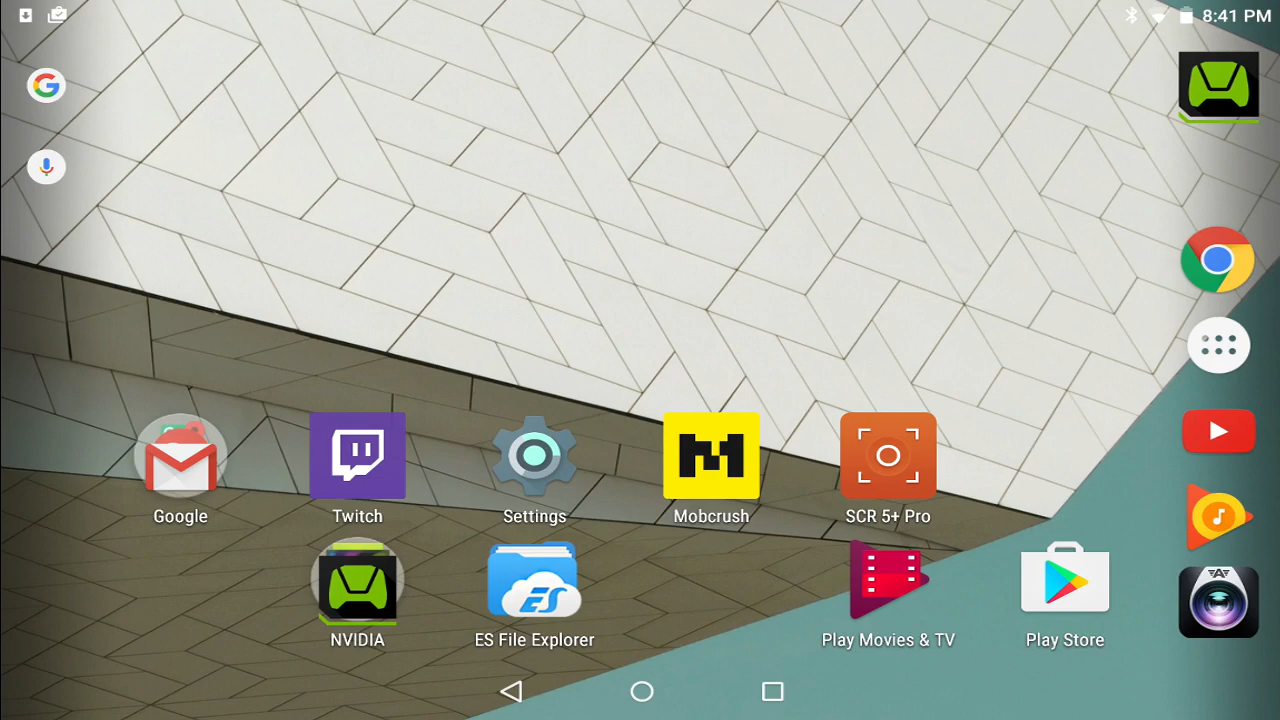 8:41 PM
Google
Twitch
Settings
Mobcrush
SCR 5+ Pro
NVIDIA
ES File Explorer
Play Movies & TV
Play Store